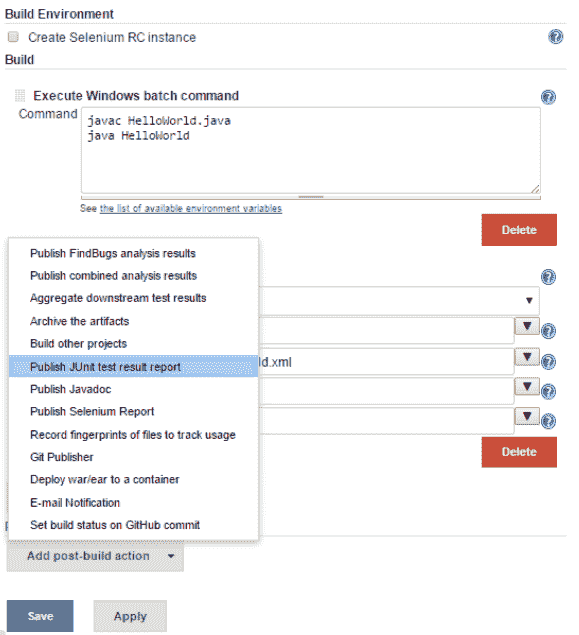 Build Environment
Create Selenium RC instance
Build
Execute Windows batch command
Command
javac HelloWorld.java
java HelloWorld
See the list of available environment variables
Delete
Publish FindBugs analysis results
Publish combined analysis results
Aggregate downstream test results
Archive the artifacts
Build other projects
Publish JUnit test result report
ld.xml
Publish Javadoc
Publish Selenium Report
Record fingerprints of files to track usage
Git Publisher
Delete
Deploy war/ear to a container
E-mail Notification
Set build status on GitHub commit
Add post-build action
Save
Apply